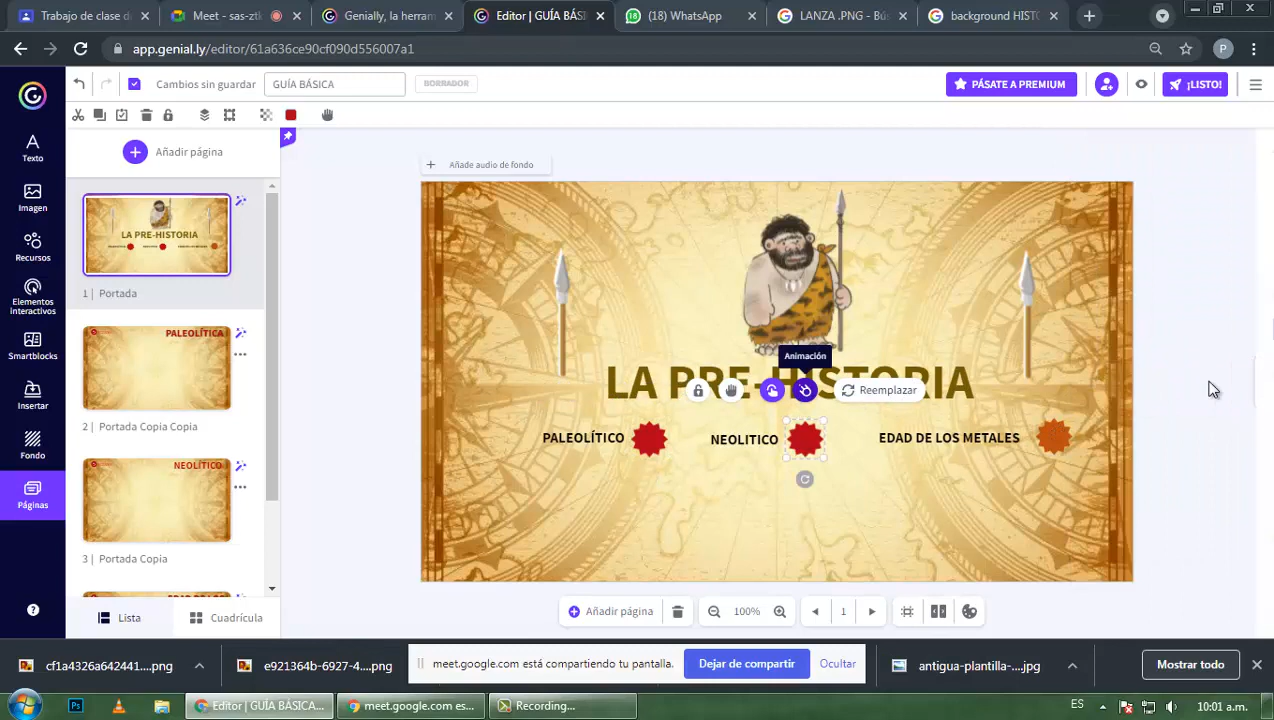 Trabajo de clase d
Meet - sas-ztk
Genially, la herram
Editor | GUÍA BÁSI
(18) WhatsApp
LANZA .PNG - Bús
background HIST
app.genial.ly/editor/61a636ce90cf090d556007a1
P
Cambios sin guardar
GUÍA BÁSICA
BORRADOR
PÁSATE A PREMIUM
¡LISTO!
Texto
Imagen
Recursos
Elementos interactivos
Smartblocks
Insertar
Fondo
Páginas
Añadir página
LA PRE-HISTORIA
1 | Portada
PALEOLÍTICA
2 | Portada Copia Copia
NEOLÍTICO
3 | Portada Copia
Lista
Cuadrícula
Añade audio de fondo
Animación
LA PRE-HISTORIA
Reemplazar
PALEOLÍTICO
NEOLITICO
EDAD DE LOS METALES
Añadir página
100%
1
cf1a4326a642441....png
e921364b-6927-4....png
meet.google.com está compartiendo tu pantalla.
Dejar de compartir
Ocultar
antigua-plantilla-....jpg
Mostrar todo
Ps
Editor | GUÍA BÁSICA...
meet.google.com es...
Recording...
ES
10:01 a.m.